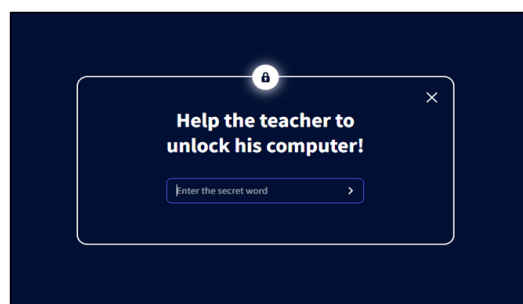 Help the teacher to
unlock his computer!
Enter the secret word